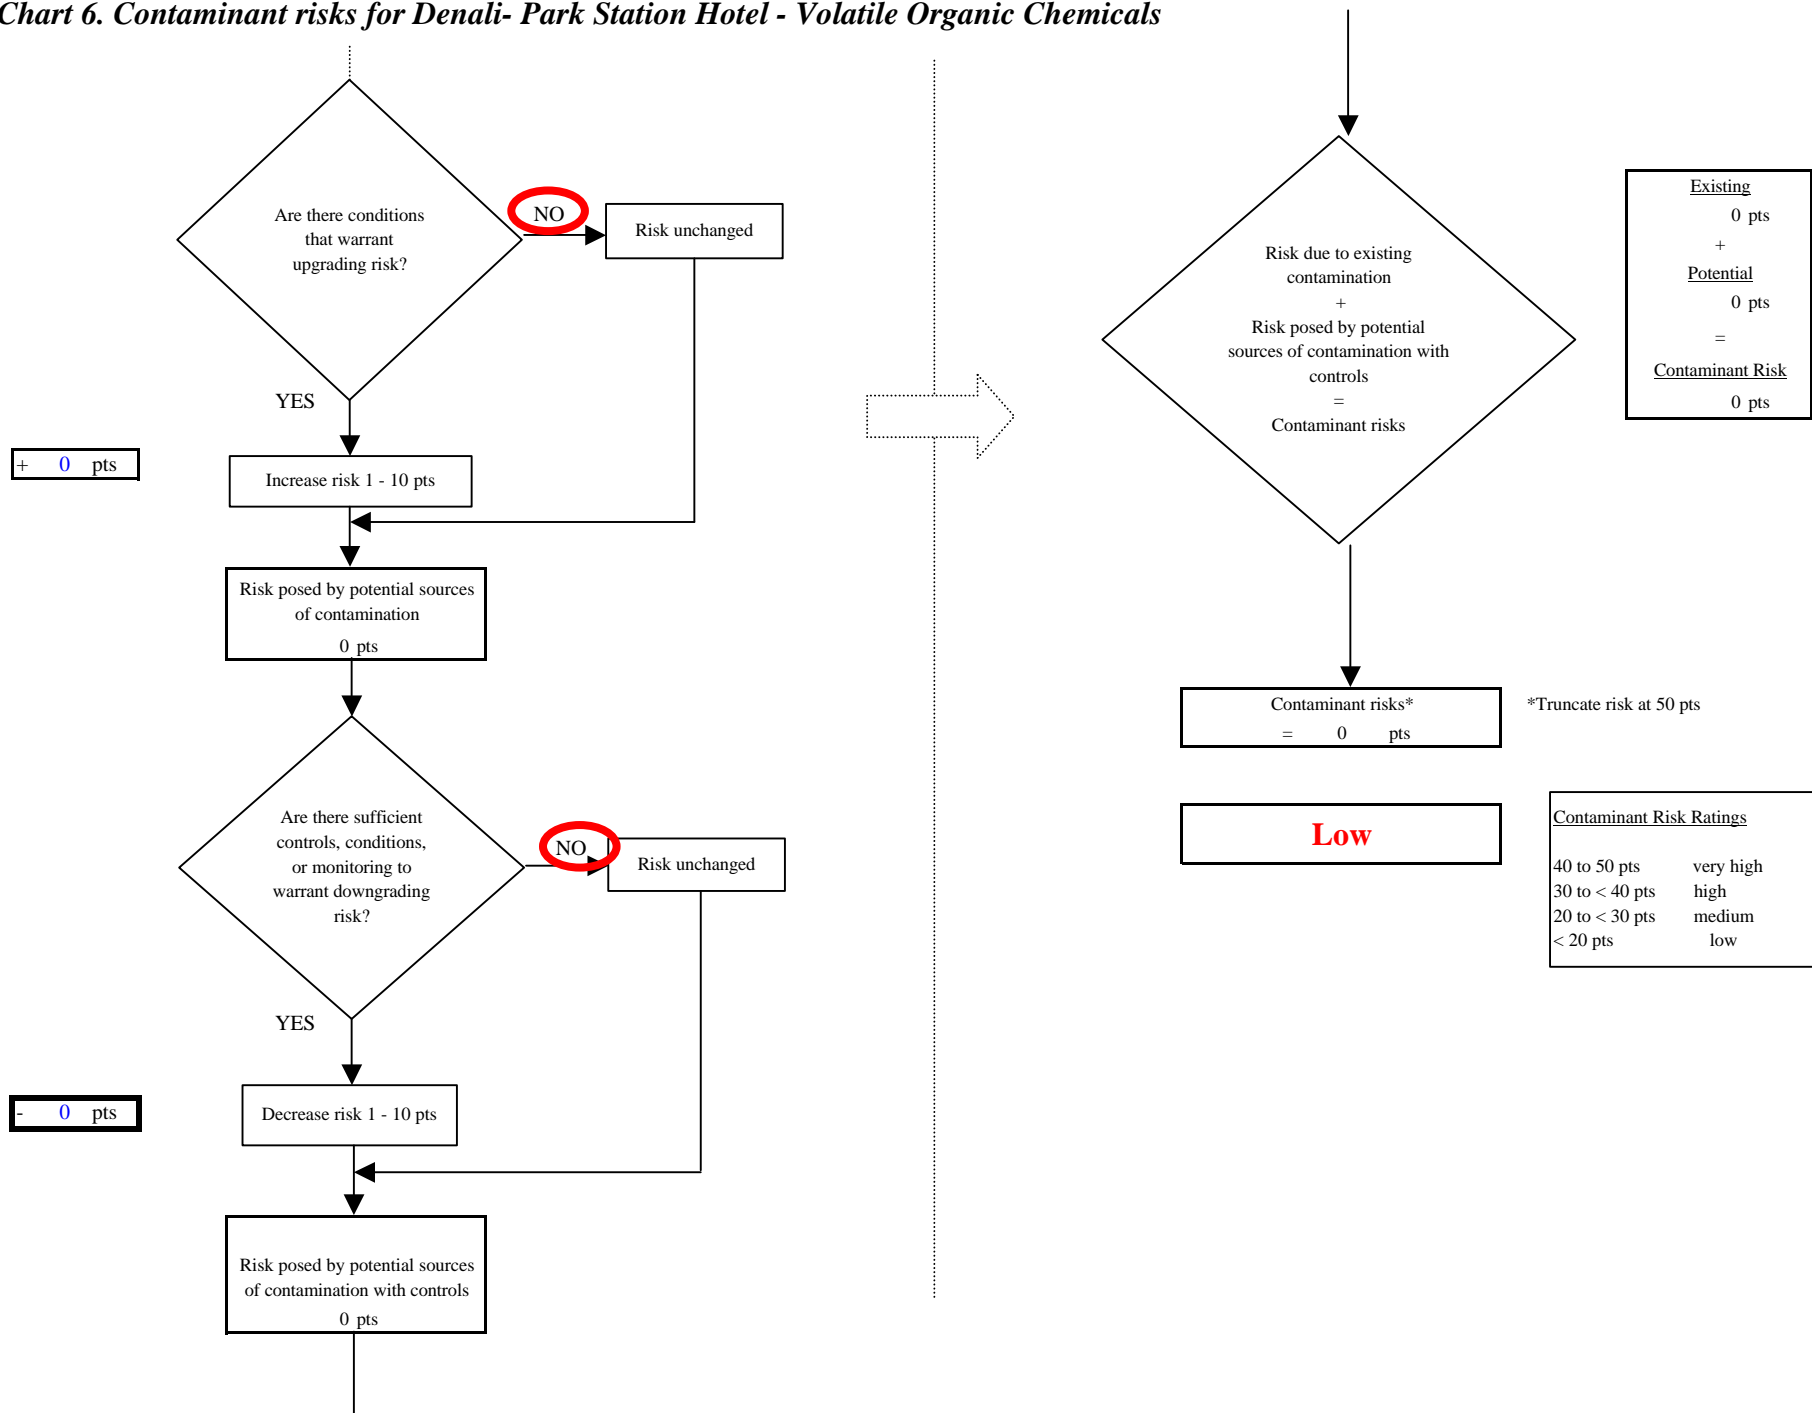 Chart 6. Contaminant risks for Denali- Park Station Hotel - Volatile Organic Chemicals
Are there conditions
that warrant
upgrading risk?
NO
Risk unchanged
YES
+ 0 pts
Increase risk 1 - 10 pts
Risk posed by potential sources
of contamination
0 pts
Are there sufficient
controls, conditions,
or monitoring to
warrant downgrading
risk?
NO
Risk unchanged
YES
- 0 pts
Decrease risk 1 - 10 pts
Risk posed by potential sources
of contamination with controls
0 pts
Risk due to existing
contamination
+
Risk posed by potential
sources of contamination with
controls
=
Contaminant risks
Existing
0 pts
+
Potential
0 pts
=
Contaminant Risk
0 pts
Contaminant risks*
= 0 pts
*Truncate risk at 50 pts
Low
Contaminant Risk Ratings
40 to 50 pts very high
30 to < 40 pts high
20 to < 30 pts medium
< 20 pts low